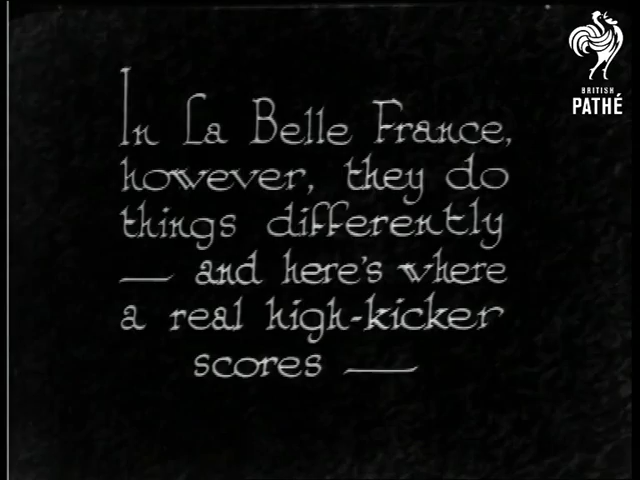 In La Belle France,
however, they do
things differently
— and here's where
a real high-kicker
scores —
BRITISH
PATHÉ